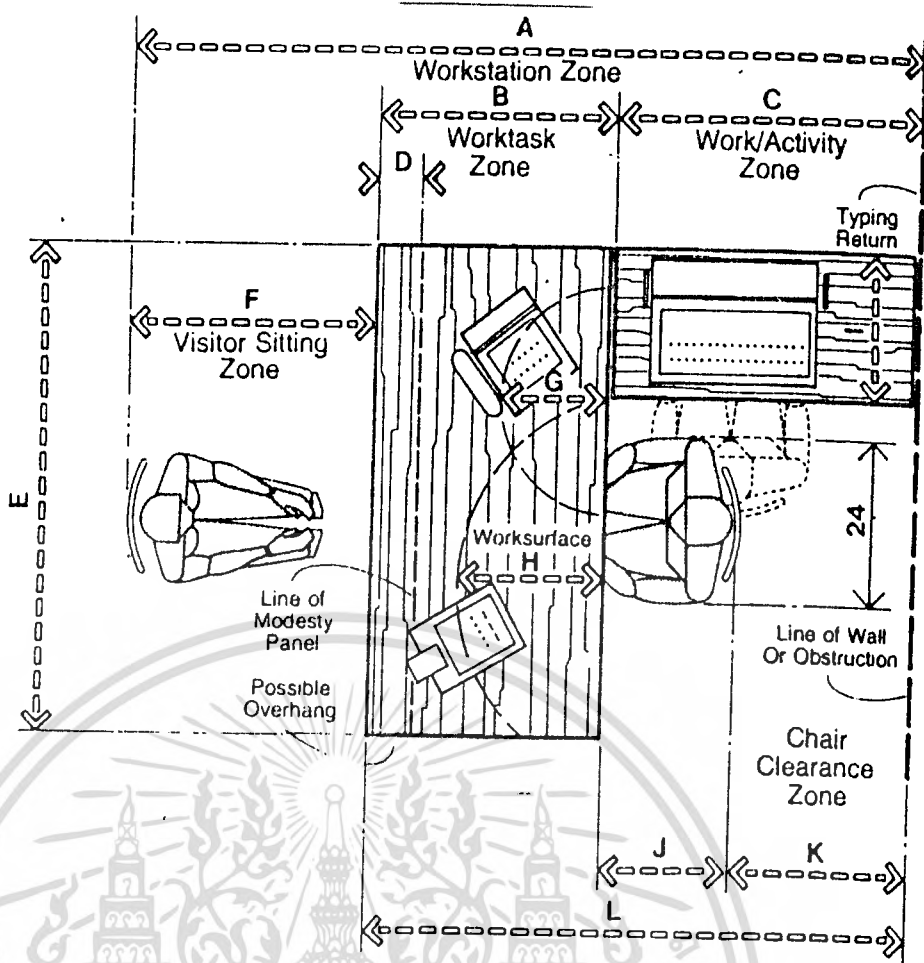 A
Workstation Zone
B
C
Worktask
Zone
Work/Activity
Zone
D
Typing
Return
F
Visitor Sitting
Zone
G
E
24
Worksurface
H
Line of
Modesty
Panel
Line of Wall
Or Obstruction
Possible
Overhang
Chair
Clearance
Zone
J
K
L